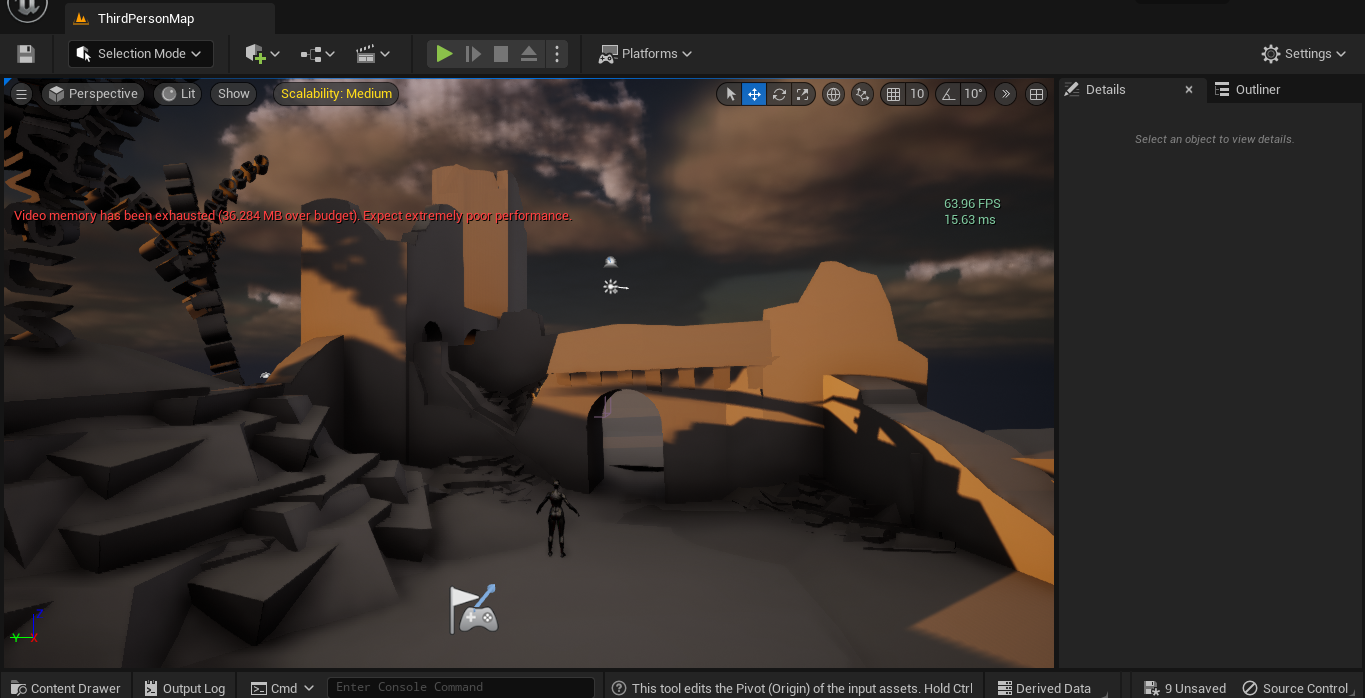 ThirdPersonMap
Selection Mode
Platforms
Settings
Perspective
Lit
Show
Scalability: Medium
10
10°
Details
Outliner
Select an object to view details.
Video memory has been exhausted (36.284 MB over budget). Expect extremely poor performance.
63.96 FPS
15.63 ms
Z
Y
X
Content Drawer
Output Log
Cmd
Enter Console Command
This tool edits the Pivot (Origin) of the input assets. Hold Ctrl
Derived Data
9 Unsaved
Source Control